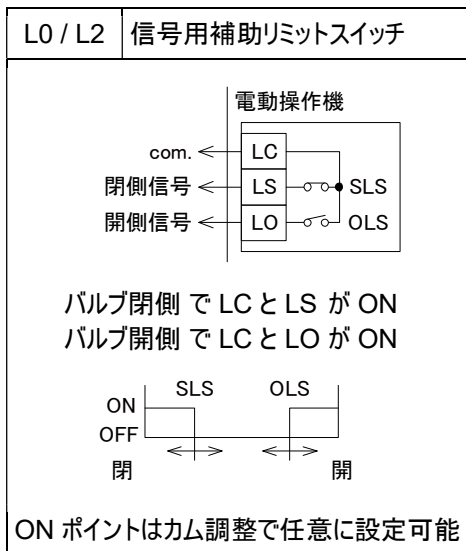 L0 / L2 信号用補助リミットスイッチ
電動操作機
com. LC
閉側信号 LS SLS
開側信号 LO OLS
バルブ閉側 で LC と LS が ON
バルブ開側 で LC と LO が ON
SLS OLS
ON
OFF
閉 開
ON ポイントはカム調整で任意に設定可能